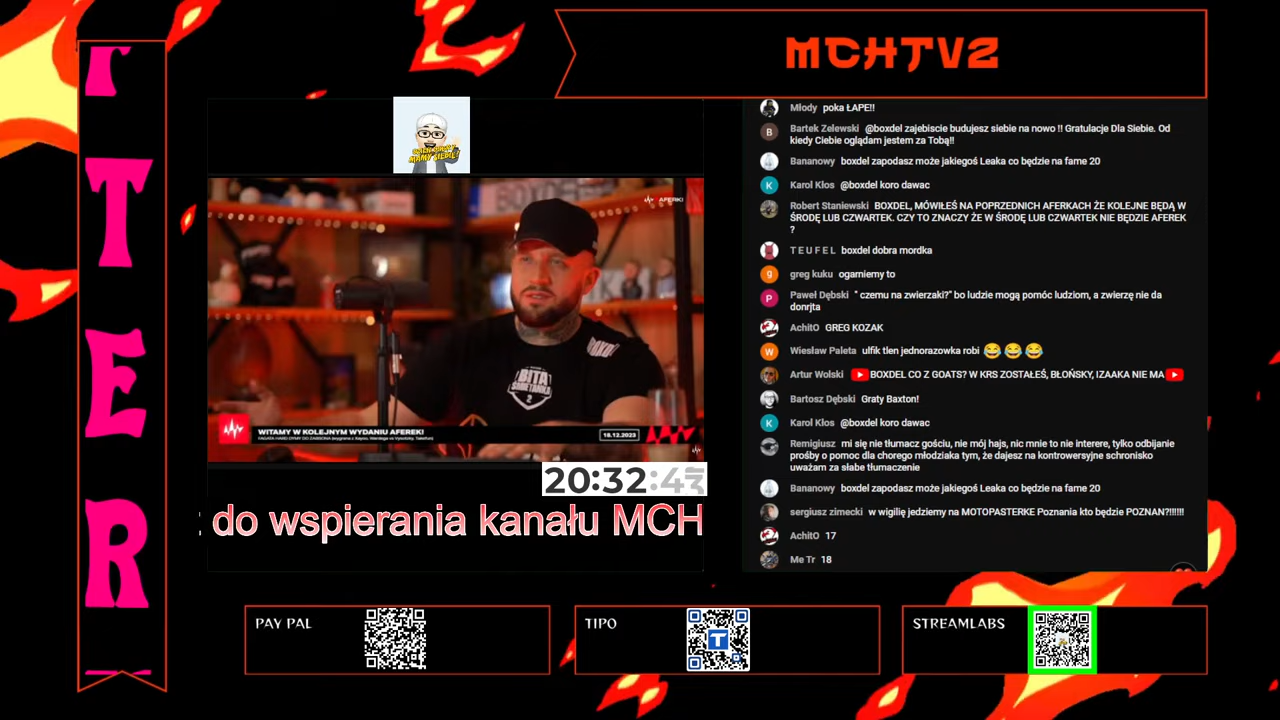 MCHTV2
T
T
E
R
MAMY CIEBIE!
BOXDEL
AFERKI
BOXDEL
BITA
ŚMIETANKA
2
WITAMY W KOLEJNYM WYDANIU AFEREK!
18.12.2023
20:32:43
do wspierania kanału MCH
Młody poka ŁAPE!!
B Bartek Zelewski @boxdel zajebiscie budujesz siebie na nowo !! Gratulacje Dla Siebie. Od
kiedy Ciebie oglądam jestem za Tobą!!
Bananowy boxdel zapodasz może jakiegoś Leaka co będzie na fame 20
K Karol Kłos @boxdel koro dawac
Robert Staniewski BOXDEL, MÓWIŁEŚ NA POPRZEDNICH AFERKACH ŻE KOLEJNE BĘDĄ W
ŚRODĘ LUB CZWARTEK. CZY TO ZNACZY ŻE W ŚRODĘ LUB CZWARTEK NIE BĘDZIE AFEREK
?
T E U F E L boxdel dobra mordka
g greg kuku ogarniemy to
P Paweł Dębski " czemu na zwierzaki?" bo ludzie mogą pomóc ludziom, a zwierzę nie da
donrjta
AchitO GREG KOZAK
W Wiesław Paleta ulfik tlen jednorazowka robi 😂😂😂
Artur Wolski BOXDEL CO Z GOATS? W KRS ZOSTAŁEŚ, BŁOŃSKY, IZAAKA NIE MA
Bartosz Dębski Graty Baxton!
K Karol Kłos @boxdel koro dawac
Remigiusz mi się nie tłumacz gościu, nie mój hajs, nic mnie to nie interere, tylko odbijanie
prośby o pomoc dla chorego młodziaka tym, że dajesz na kontrowersyjne schronisko
uważam za słabe tłumaczenie
Bananowy boxdel zapodasz może jakiegoś Leaka co będzie na fame 20
sergiusz zimecki w wigilię jedziemy na MOTOPASTERKE Poznania kto będzie POZNAN?!!!!!!
AchitO 17
Me Tr 18
PAY PAL
TIPO
T
STREAMLABS